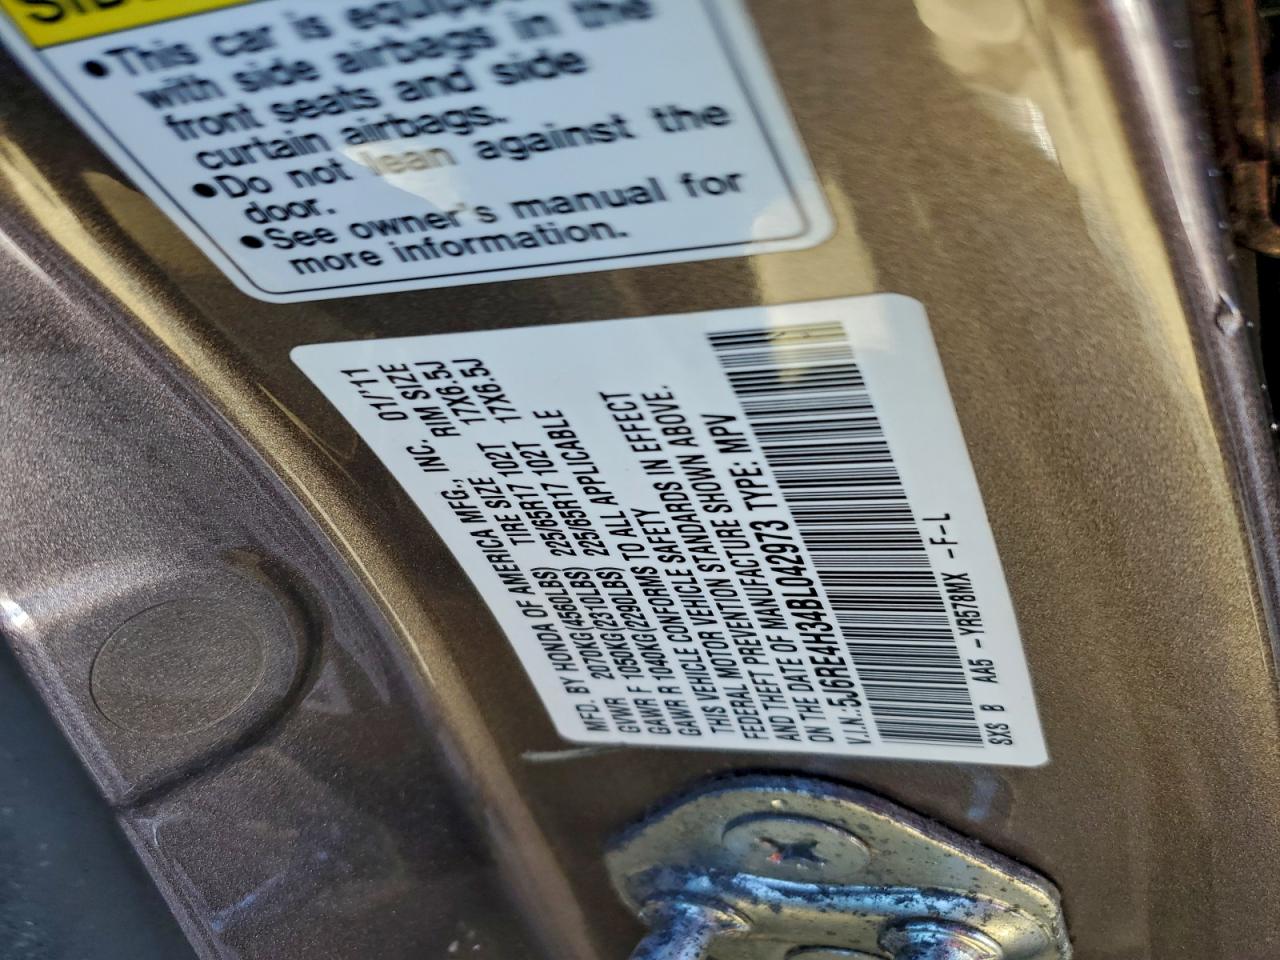 •This car is equipped
with side airbags in the
front seats and side
curtain airbags.
•Do not lean against the
door.
•See owner's manual for
more information.
MFD. BY HONDA OF AMERICA MFG., INC. 01/11
TIRE SIZE RIM SIZE
GVWR 2070KG(4560LBS) 225/65R17 102T 17X6.5J
GAWR F 1050KG(2310LBS) 225/65R17 102T 17X6.5J
GAWR R 1040KG(2290LBS) 225/65R17 102T APPLICABLE
THIS VEHICLE CONFORMS TO ALL APPLICABLE
FEDERAL MOTOR VEHICLE SAFETY
AND THEFT PREVENTION STANDARDS IN EFFECT
ON THE DATE OF MANUFACTURE SHOWN ABOVE.
V.I.N.: 5J6RE4H34BL042973 TYPE: MPV
SXS B AA5 -YR578MX -F-L